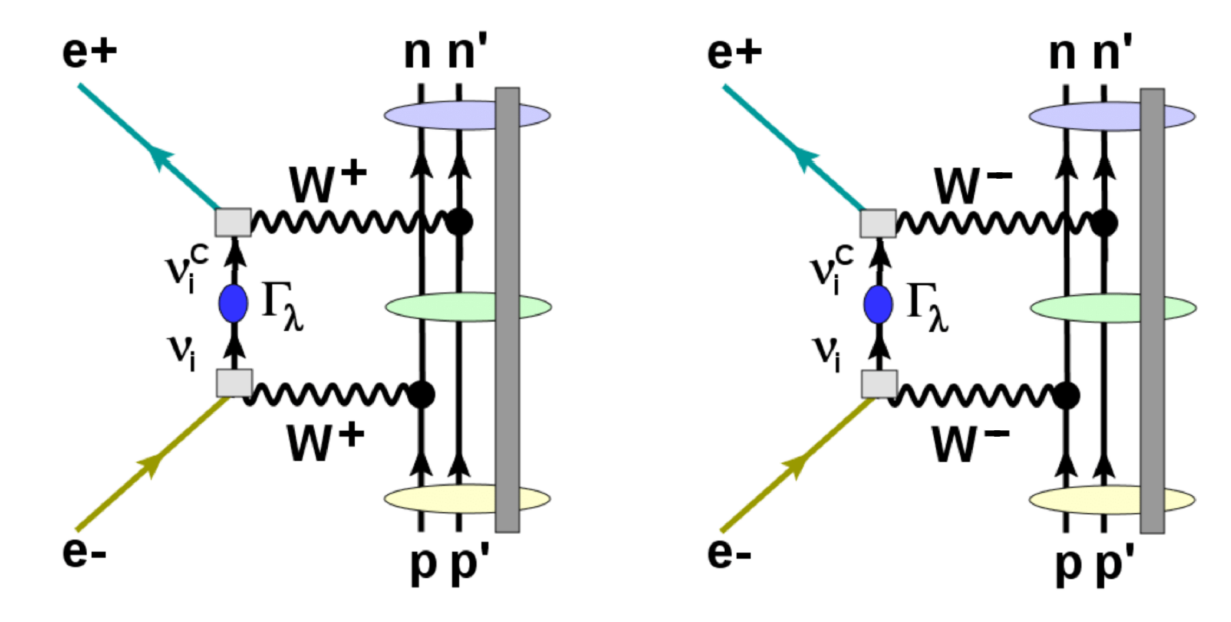 e+ n n' e+ n n'
W⁺ W⁻
νᵢᶜ Γλ νᵢᶜ Γλ
νᵢ νᵢ
W⁺ W⁻
e- p p' e- p p'